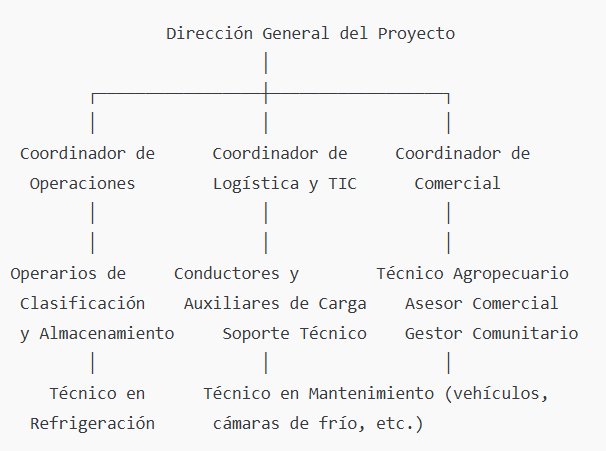 Dirección General del Proyecto
Coordinador de Coordinador de Coordinador de
Operaciones Logística y TIC Comercial
Operarios de Conductores y Técnico Agropecuario
Clasificación Auxiliares de Carga Asesor Comercial
y Almacenamiento Soporte Técnico Gestor Comunitario
Técnico en Técnico en Mantenimiento (vehículos,
Refrigeración cámaras de frío, etc.)